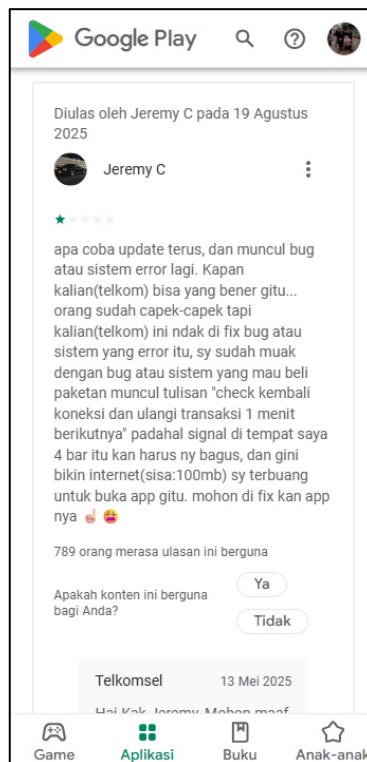 Google Play
Diulas oleh Jeremy C pada 19 Agustus
2025
Jeremy C
apa coba update terus, dan muncul bug
atau sistem error lagi. Kapan
kalian(telkom) bisa yang bener gitu...
orang sudah capek-capek tapi
kalian(telkom) ini ndak di fix bug atau
sistem yang error itu, sy sudah muak
dengan bug atau sistem yang mau beli
paketan muncul tulisan "check kembali
koneksi dan ulangi transaksi 1 menit
berikutnya" padahal signal di tempat saya
4 bar itu kan harus ny bagus, dan gini
bikin internet(sisa:100mb) sy terbuang
untuk buka app gitu. mohon di fix kan app
nya ☝🏻 😫
789 orang merasa ulasan ini berguna
Apakah konten ini berguna
bagi Anda?
Ya
Tidak
Telkomsel 13 Mei 2025
Hai Kak Jeremy, Mohon maaf
Game Aplikasi Buku Anak-anak